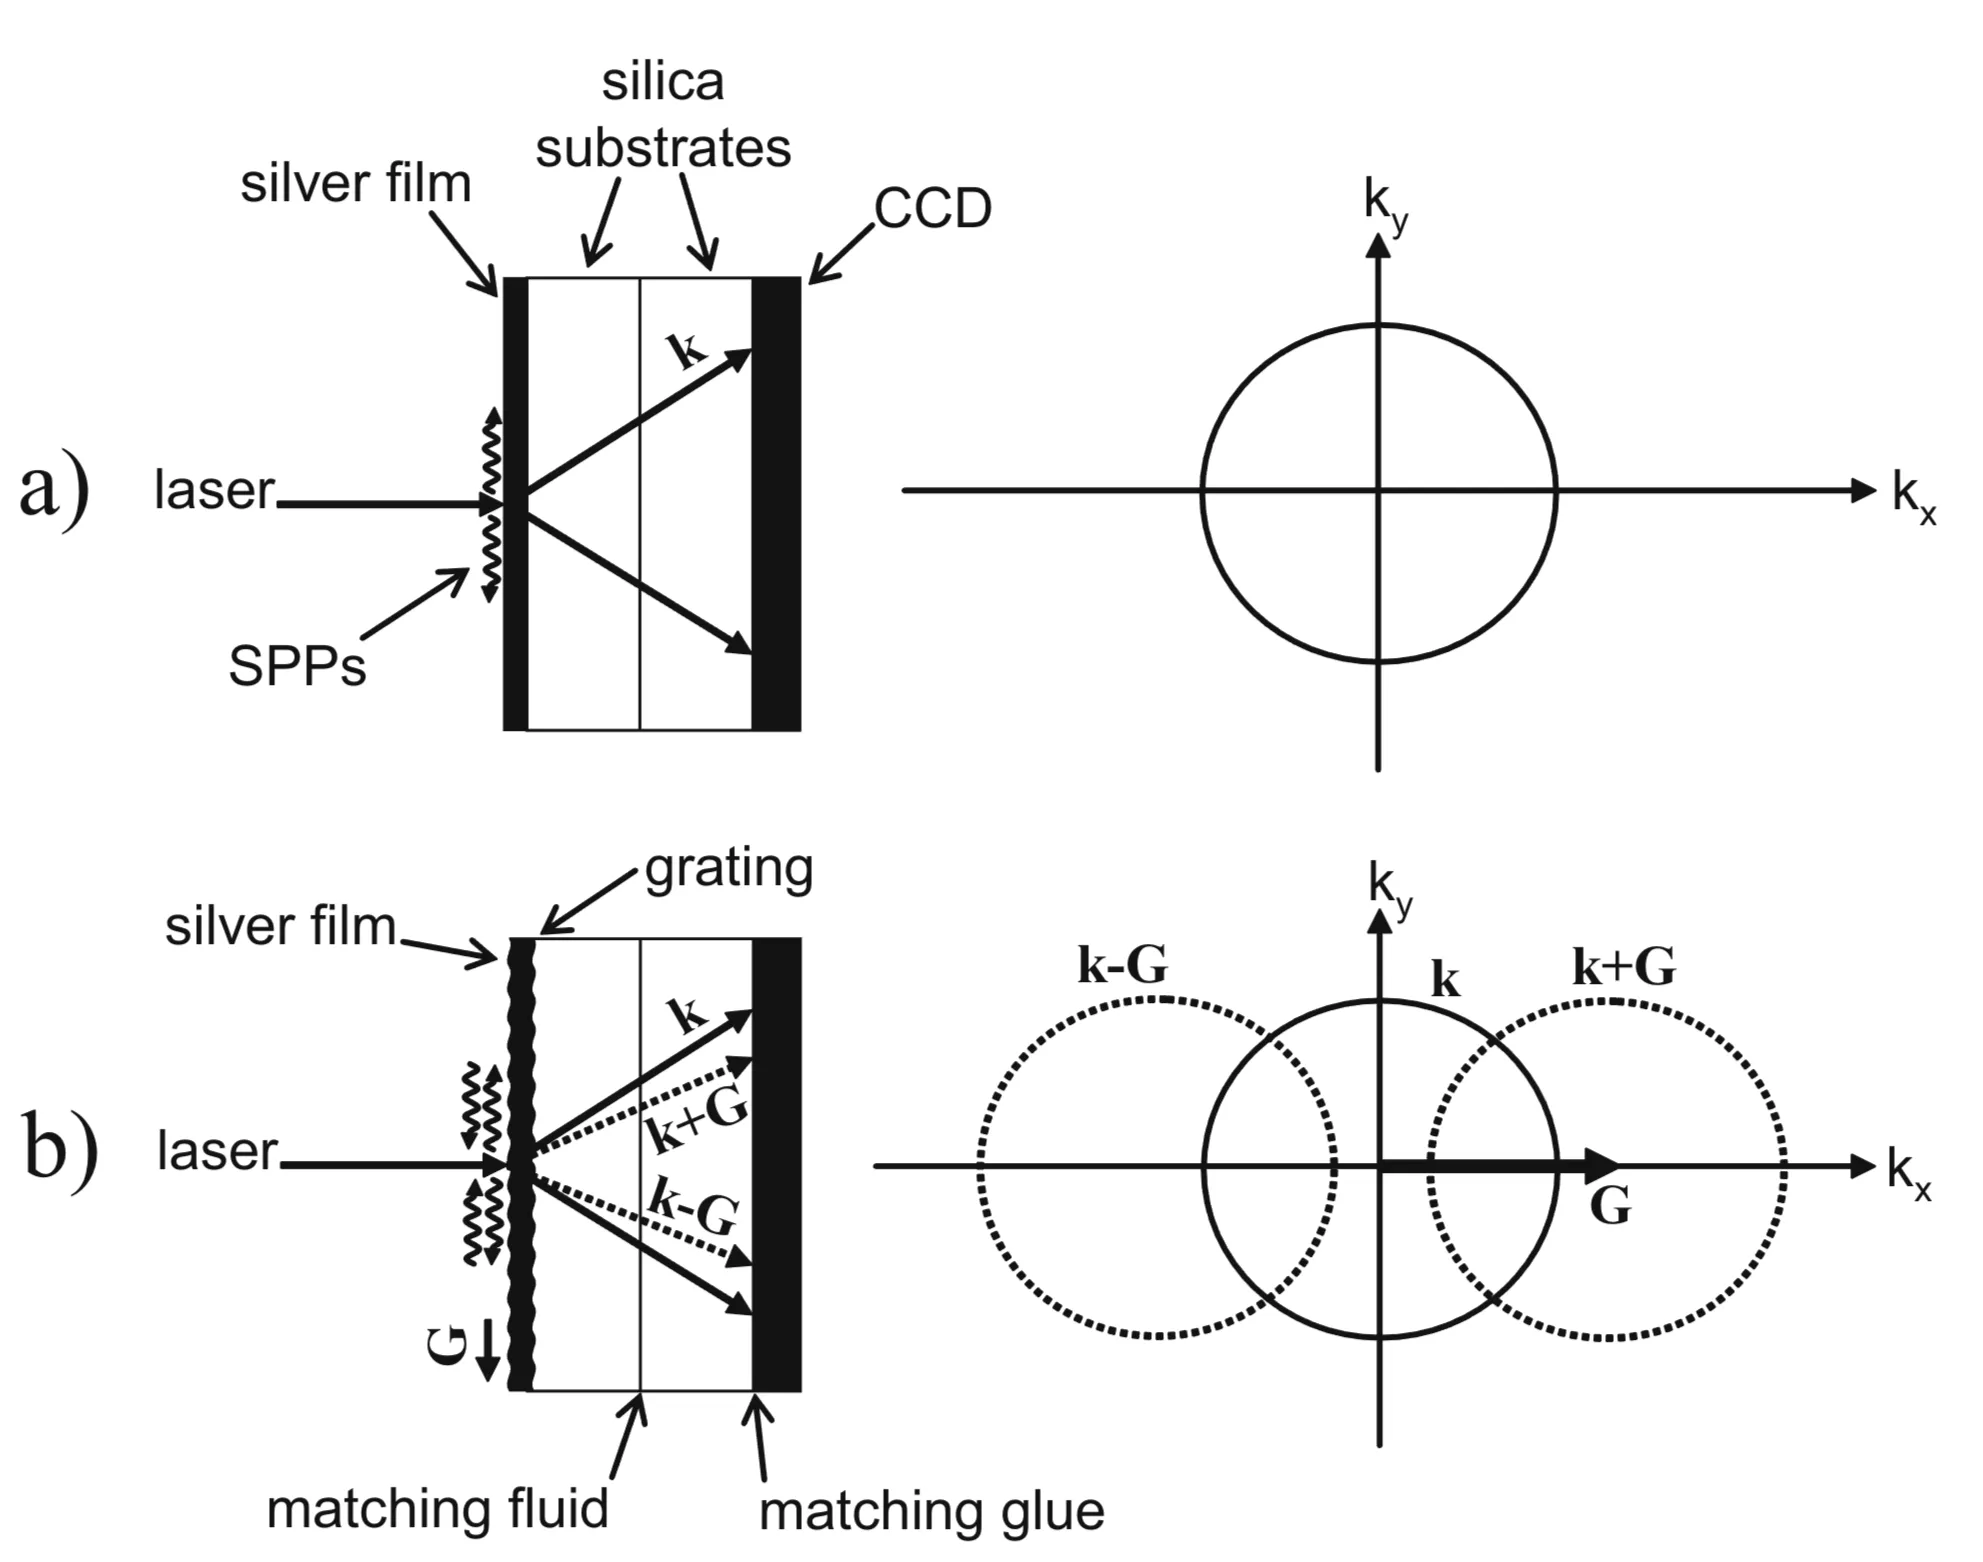 silica
substrates
silver film
CCD
k
a)
laser
SPPs
k_y
k_x
grating
silver film
k
k+G
k-G
b)
laser
G
matching fluid
matching glue
k_y
k-G
k
k+G
k_x
G